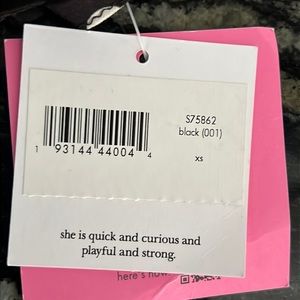 S75862
black (001)
1 93144 44004 4
xs
she is quick and curious and
playful and strong.
here's how